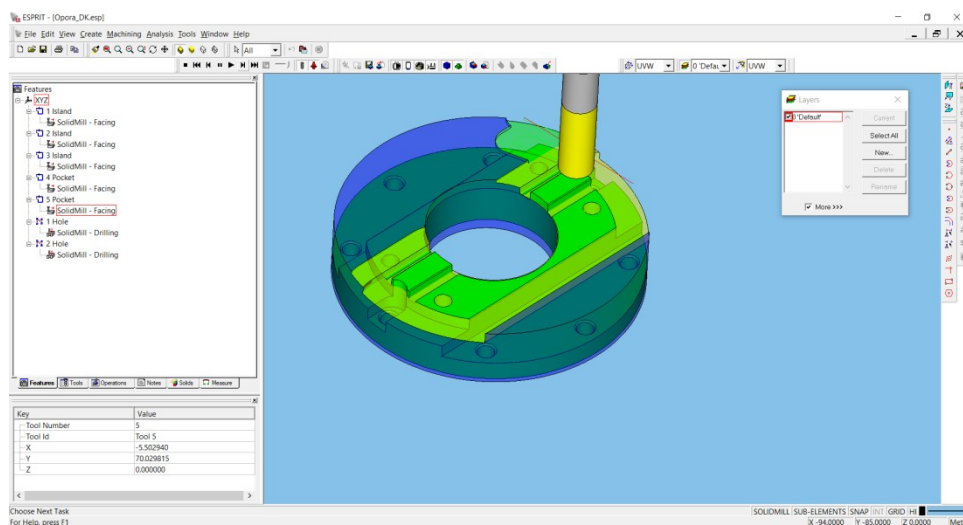 ESPRIT - [Opora_DK.esp]
File Edit View Create Machining Analysis Tools Window Help
All
UVW
0 'Defau
UVW
Features
XYZ
1 Island
SolidMill - Facing
2 Island
SolidMill - Facing
3 Island
SolidMill - Facing
4 Pocket
SolidMill - Facing
5 Pocket
SolidMill - Facing
1 Hole
SolidMill - Drilling
2 Hole
SolidMill - Drilling
Layers
0 'Default'
Current
Select All
New...
Delete
Rename
More >>>
Features Tools Operations Notes Solids Measure
Key Value
Tool Number 5
Tool Id Tool 5
X -5.502940
Y 70.029815
Z 0.000000
Choose Next Task
SOLIDMILL SUB-ELEMENTS SNAP INT GRID HI
For Help, press F1
X -94.0000 Y -85.0000 Z 0.0000 Met